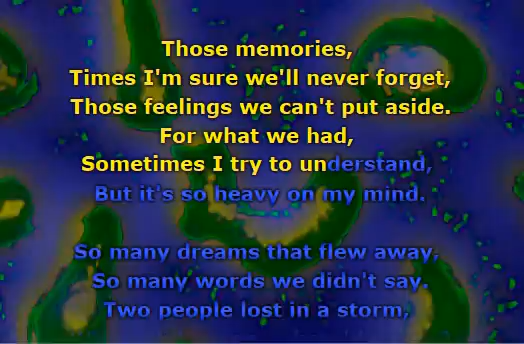 Those memories,
Times I'm sure we'll never forget,
Those feelings we can't put aside.
For what we had,
Sometimes I try to understand,
But it's so heavy on my mind.
So many dreams that flew away,
So many words we didn't say.
Two people lost in a storm,